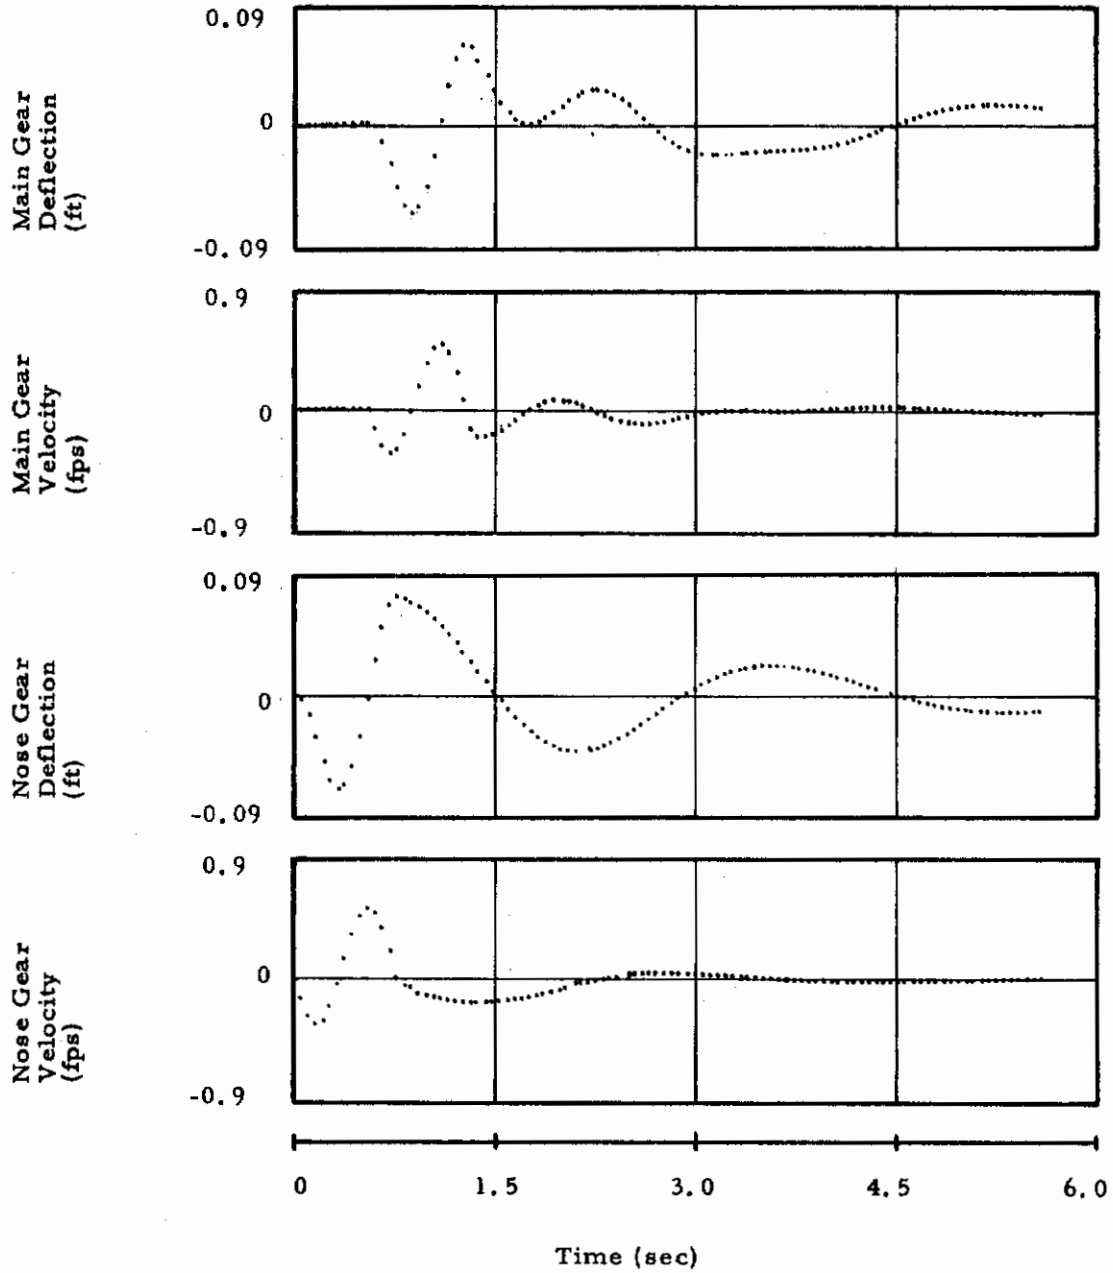 Main Gear
Deflection
(ft)
0.09
0
-0.09
Main Gear
Velocity
(fps)
0.9
0
-0.9
Nose Gear
Deflection
(ft)
0.09
0
-0.09
Nose Gear
Velocity
(fps)
0.9
0
-0.9
0 1.5 3.0 4.5 6.0
Time (sec)